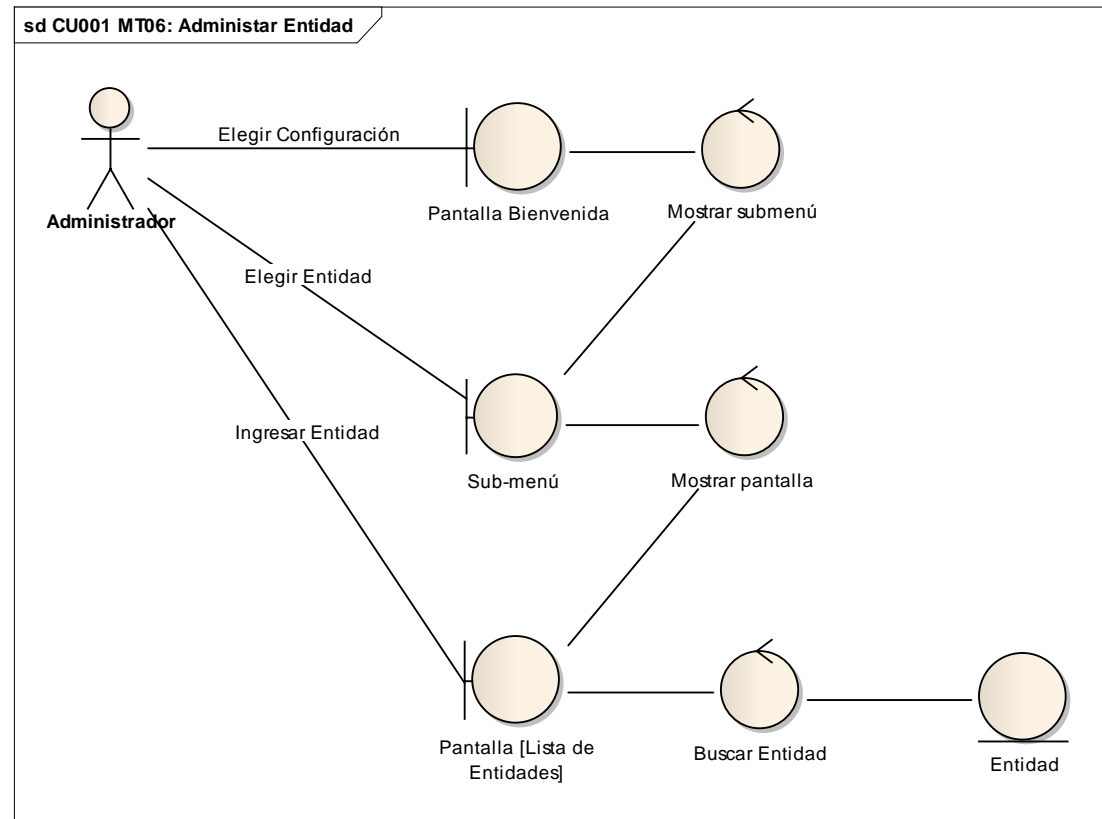 sd CU001 MT06: Administar Entidad
Elegir Configuración
Administrador
Pantalla Bienvenida
Mostrar submenú
Elegir Entidad
Ingresar Entidad
Sub-menú
Mostrar pantalla
Pantalla [Lista de
Entidades]
Buscar Entidad
Entidad